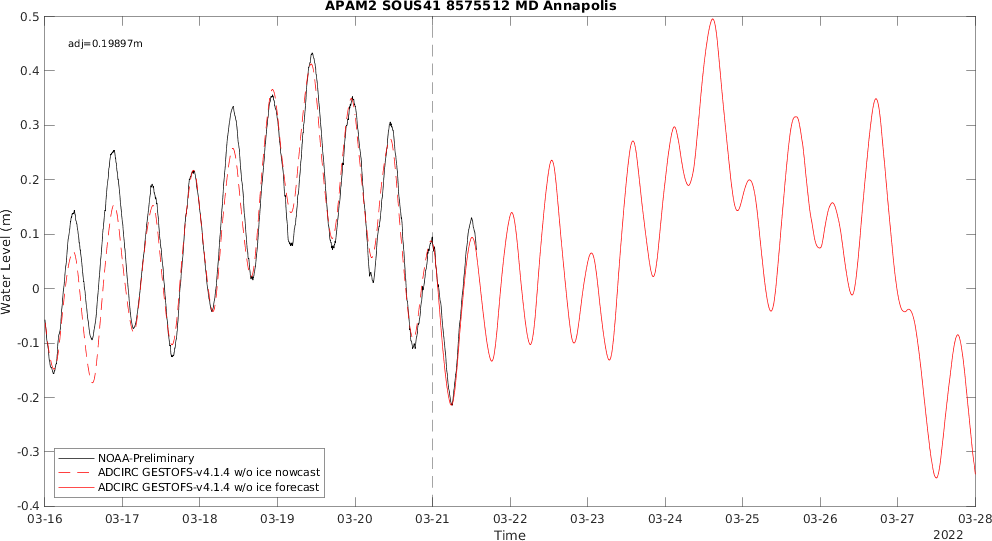 APAM2 SOUS41 8575512 MD Annapolis
adj=0.19897m
0.5
0.4
0.3
0.2
0.1
0
-0.1
-0.2
-0.3
-0.4
Water Level (m)
NOAA-Preliminary
ADCIRC GESTOFS-v4.1.4 w/o ice nowcast
ADCIRC GESTOFS-v4.1.4 w/o ice forecast
03-16 03-17 03-18 03-19 03-20 03-21 03-22 03-23 03-24 03-25 03-26 03-27 03-28
Time
2022